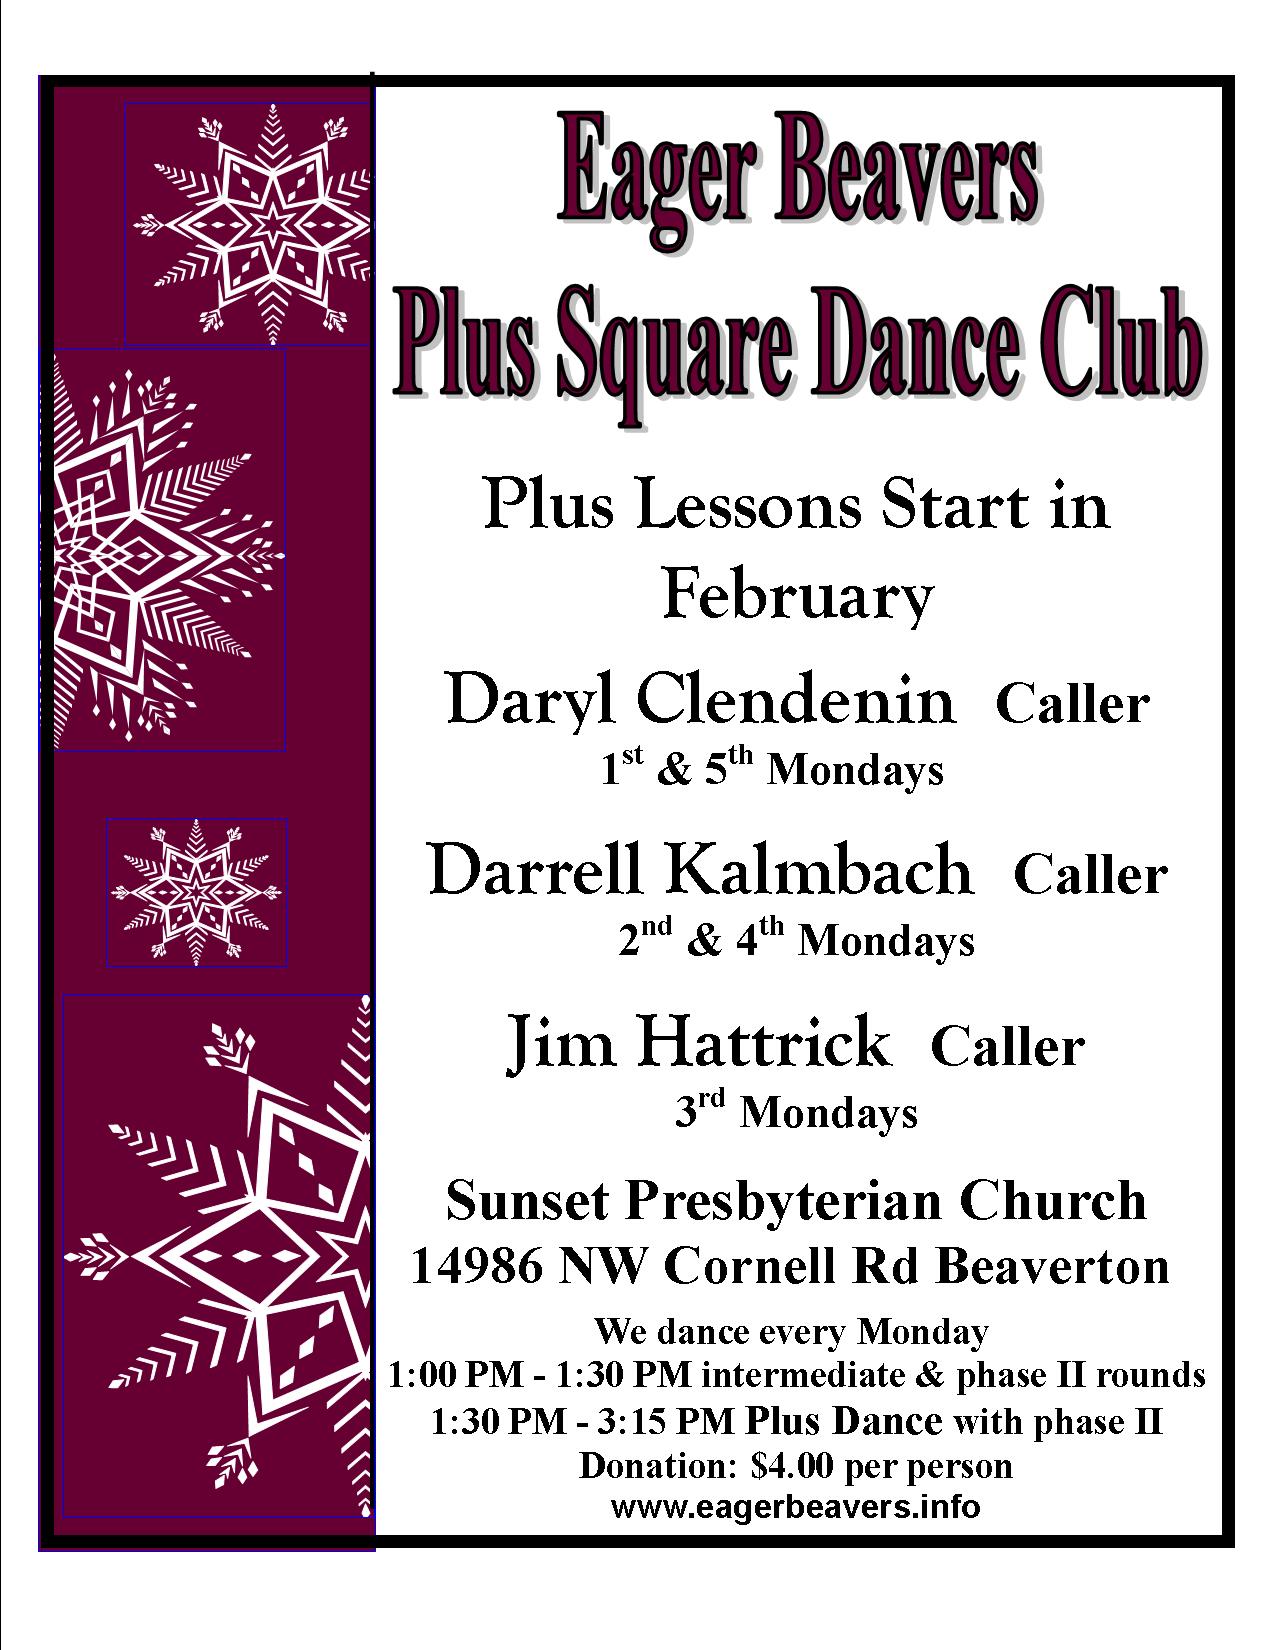 Eager Beavers
Plus Square Dance Club
Plus Lessons Start in
February
Daryl Clendenin Caller
1st & 5th Mondays
Darrell Kalmbach Caller
2nd & 4th Mondays
Jim Hattrick Caller
3rd Mondays
Sunset Presbyterian Church
14986 NW Cornell Rd Beaverton
We dance every Monday
1:00 PM - 1:30 PM intermediate & phase II rounds
1:30 PM - 3:15 PM Plus Dance with phase II
Donation: $4.00 per person
www.eagerbeavers.info